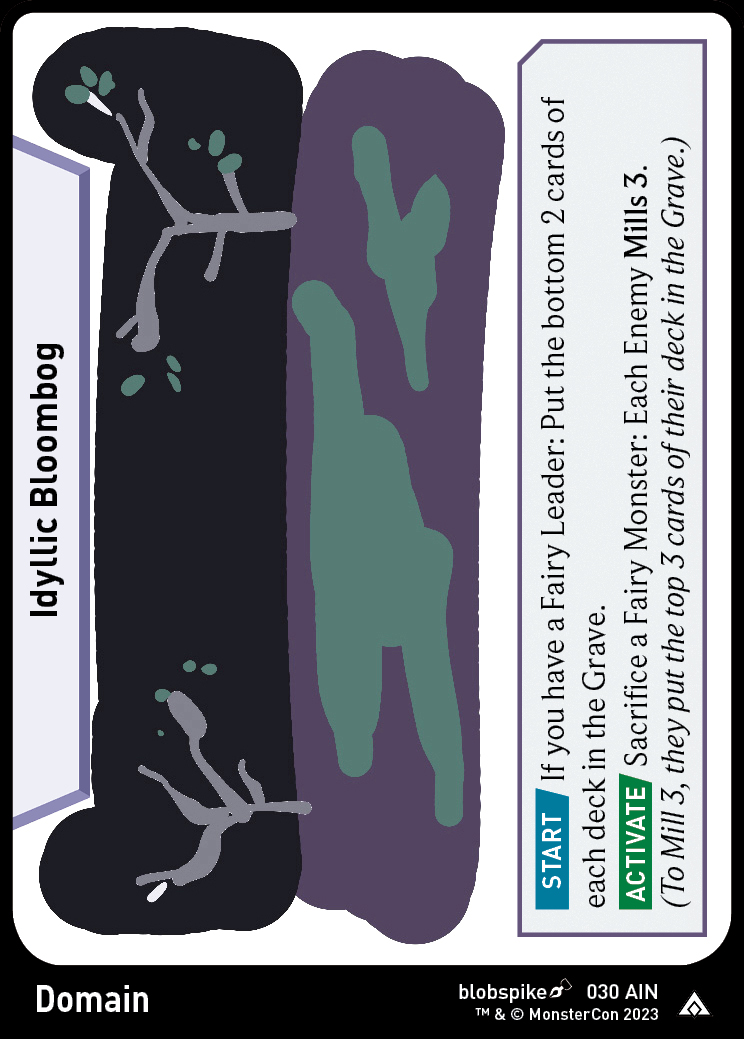 Idyllic Bloombog
START If you have a Fairy Leader: Put the bottom 2 cards of
each deck in the Grave.
ACTIVATE Sacrifice a Fairy Monster: Each Enemy Mills 3.
(To Mill 3, they put the top 3 cards of their deck in the Grave.)
Domain
blobspike 030 AIN
™ & © MonsterCon 2023